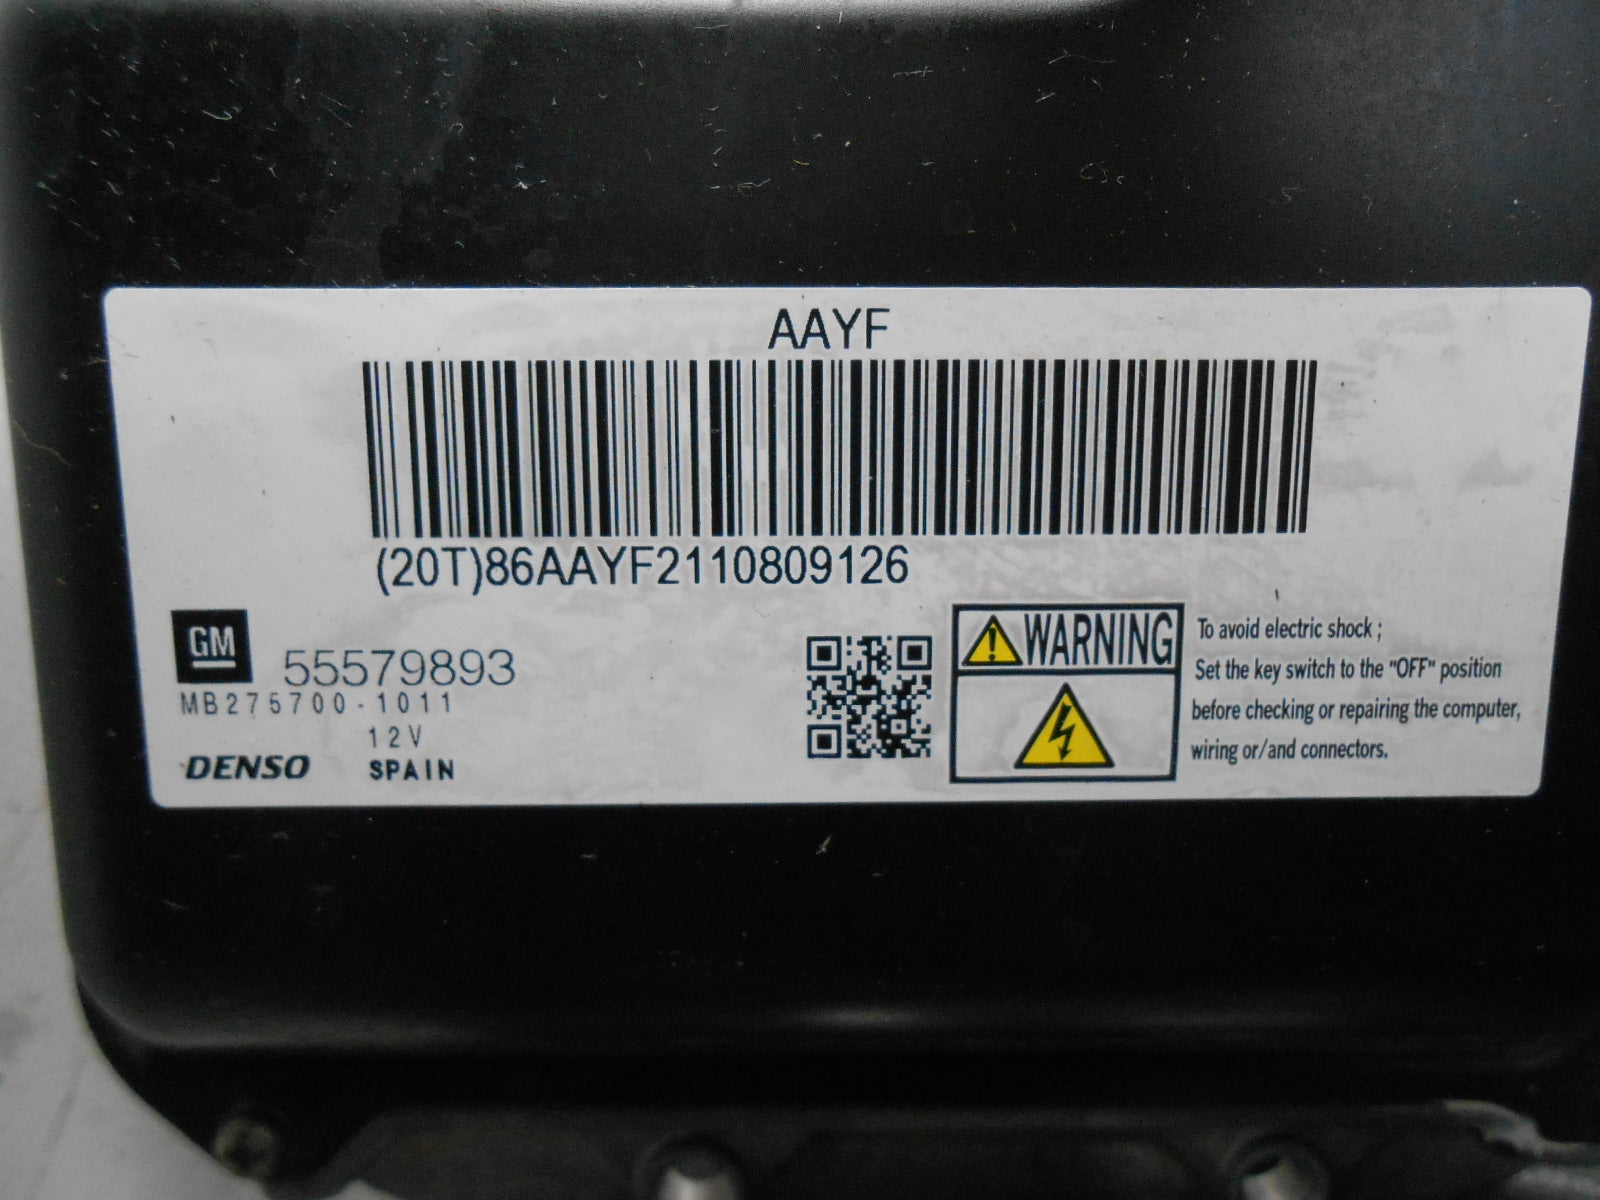 AAYF
(20T)86AAYF2110809126
GM
55579893
MB275700-1011
12V
DENSO SPAIN
WARNING
To avoid electric shock ;
Set the key switch to the "OFF" position
before checking or repairing the computer,
wiring or/and connectors.